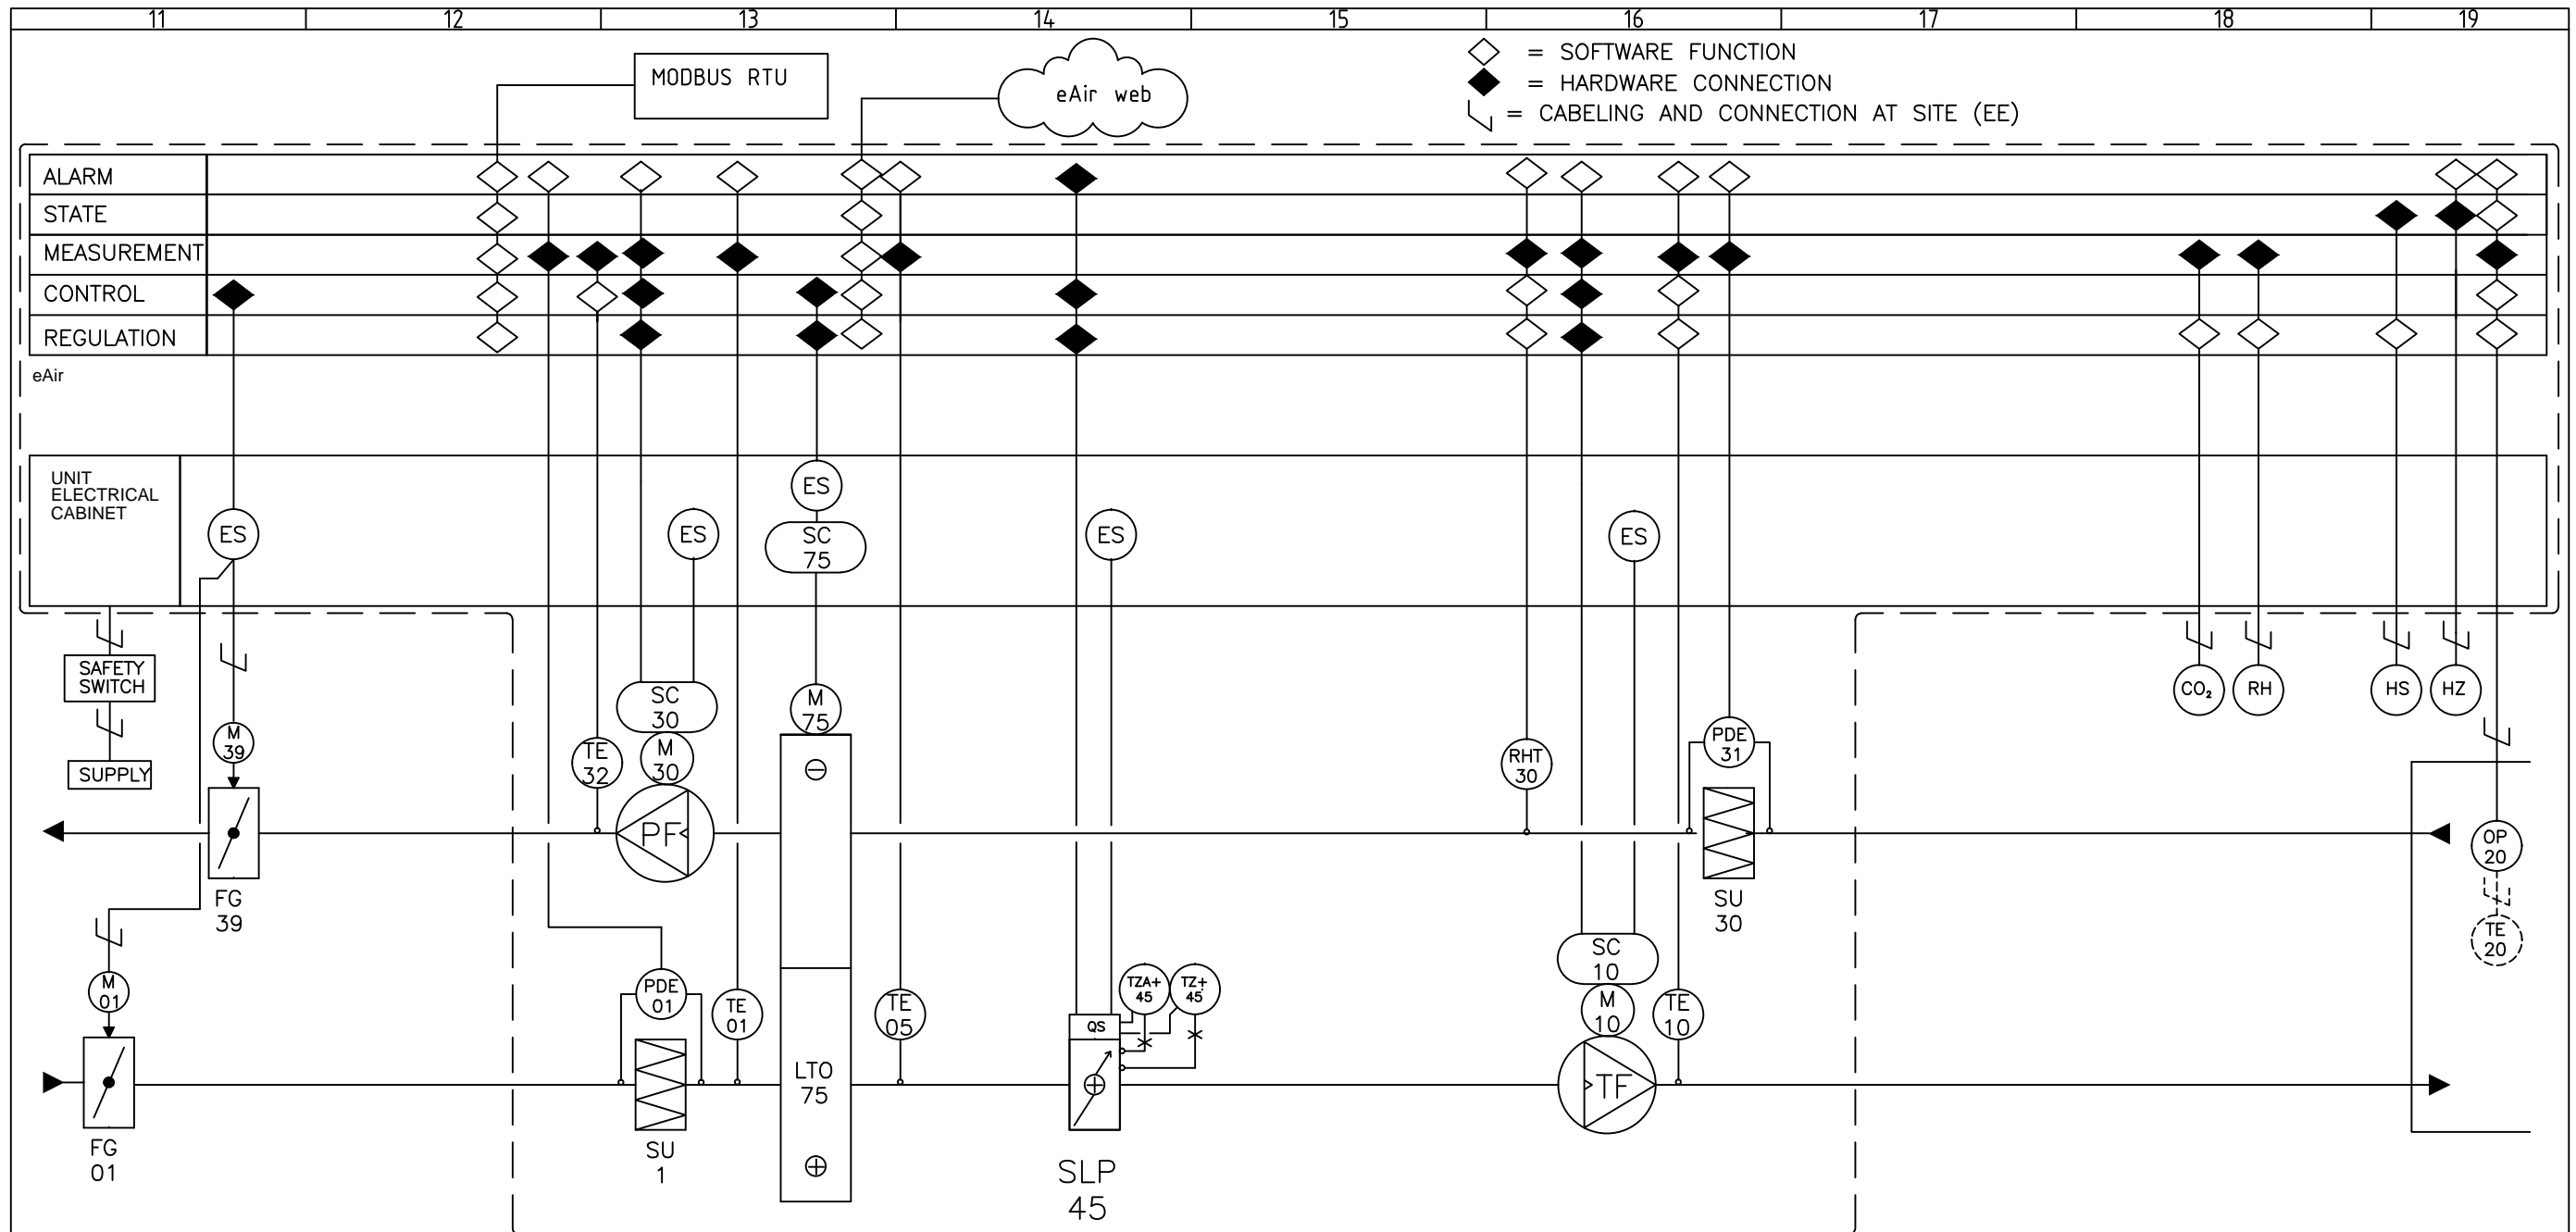 11 12 13 14 15 16 17 18 19
MODBUS RTU
eAir web
= SOFTWARE FUNCTION
= HARDWARE CONNECTION
= CABELING AND CONNECTION AT SITE (EE)
ALARM
STATE
MEASUREMENT
CONTROL
REGULATION
eAir
UNIT
ELECTRICAL
CABINET
ES
ES
ES
SC
75
ES
ES
SAFETY
SWITCH
SUPPLY
M
39
FG
39
M
01
FG
01
TE
32
SC
30
M
30
PF
M
75
PDE
01
SU
1
TE
01
LTO
75
TE
05
QS
TZA+
45
TZ+
45
SLP
45
RHT
30
SC
10
M
10
TF
TE
10
PDE
31
SU
30
CO₂
RH
HS
HZ
OP
20
TE
20